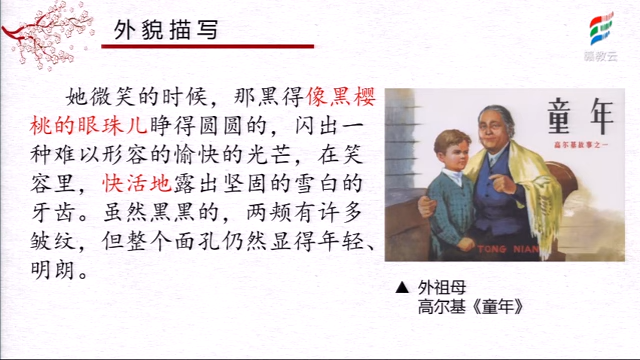 外貌描写
冀教云
她微笑的时候，那黑得像黑樱
桃的眼珠儿睁得圆圆的，闪出一
种难以形容的愉快的光芒，在笑
容里，快活地露出坚固的雪白的
牙齿。虽然黑黑的，两颊有许多
皱纹，但整个面孔仍然显得年轻、
明朗。
童年
高尔基故事之一
TONG NIAN
▲ 外祖母
高尔基《童年》